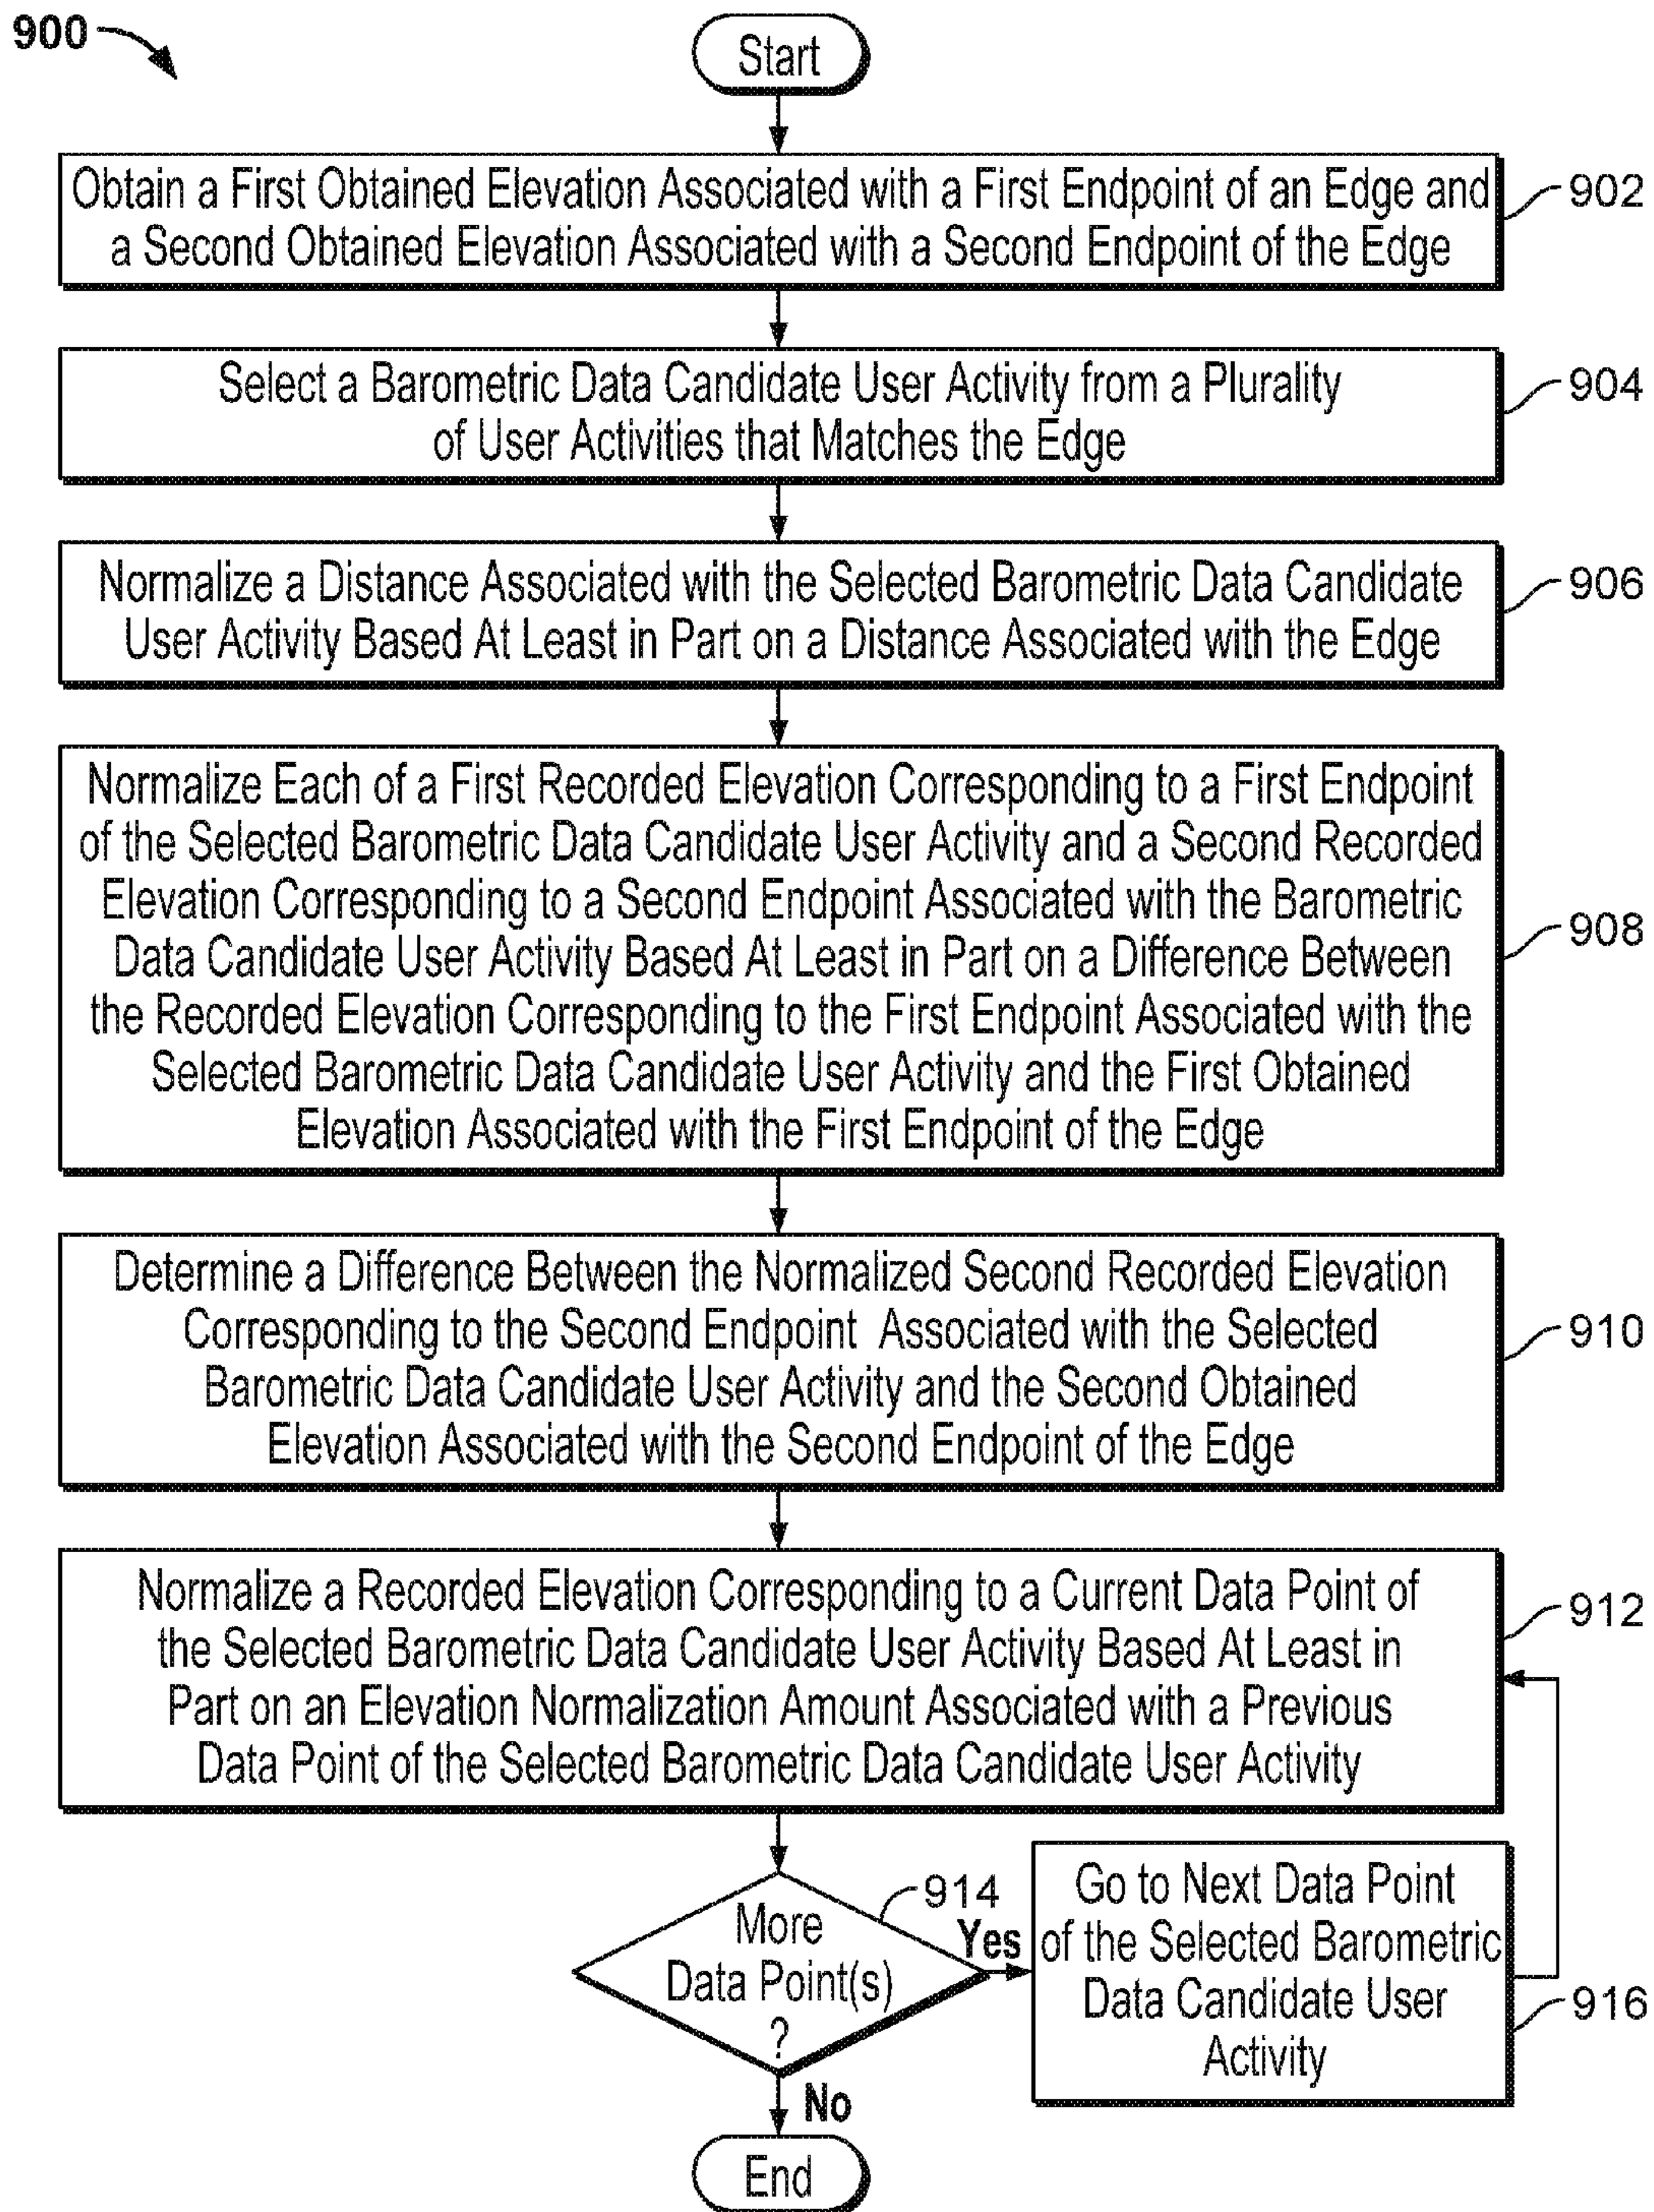 900
Start
Obtain a First Obtained Elevation Associated with a First Endpoint of an Edge and
a Second Obtained Elevation Associated with a Second Endpoint of the Edge
902
Select a Barometric Data Candidate User Activity from a Plurality
of User Activities that Matches the Edge
904
Normalize a Distance Associated with the Selected Barometric Data Candidate
User Activity Based At Least in Part on a Distance Associated with the Edge
906
Normalize Each of a First Recorded Elevation Corresponding to a First Endpoint
of the Selected Barometric Data Candidate User Activity and a Second Recorded
Elevation Corresponding to a Second Endpoint Associated with the Barometric
Data Candidate User Activity Based At Least in Part on a Difference Between
the Recorded Elevation Corresponding to the First Endpoint Associated with the
Selected Barometric Data Candidate User Activity and the First Obtained
Elevation Associated with the First Endpoint of the Edge
908
Determine a Difference Between the Normalized Second Recorded Elevation
Corresponding to the Second Endpoint Associated with the Selected
Barometric Data Candidate User Activity and the Second Obtained
Elevation Associated with the Second Endpoint of the Edge
910
Normalize a Recorded Elevation Corresponding to a Current Data Point of
the Selected Barometric Data Candidate User Activity Based At Least in
Part on an Elevation Normalization Amount Associated with a Previous
Data Point of the Selected Barometric Data Candidate User Activity
912
More
Data Point(s)
?
914
Yes
Go to Next Data Point
of the Selected Barometric
Data Candidate User
Activity
916
No
End